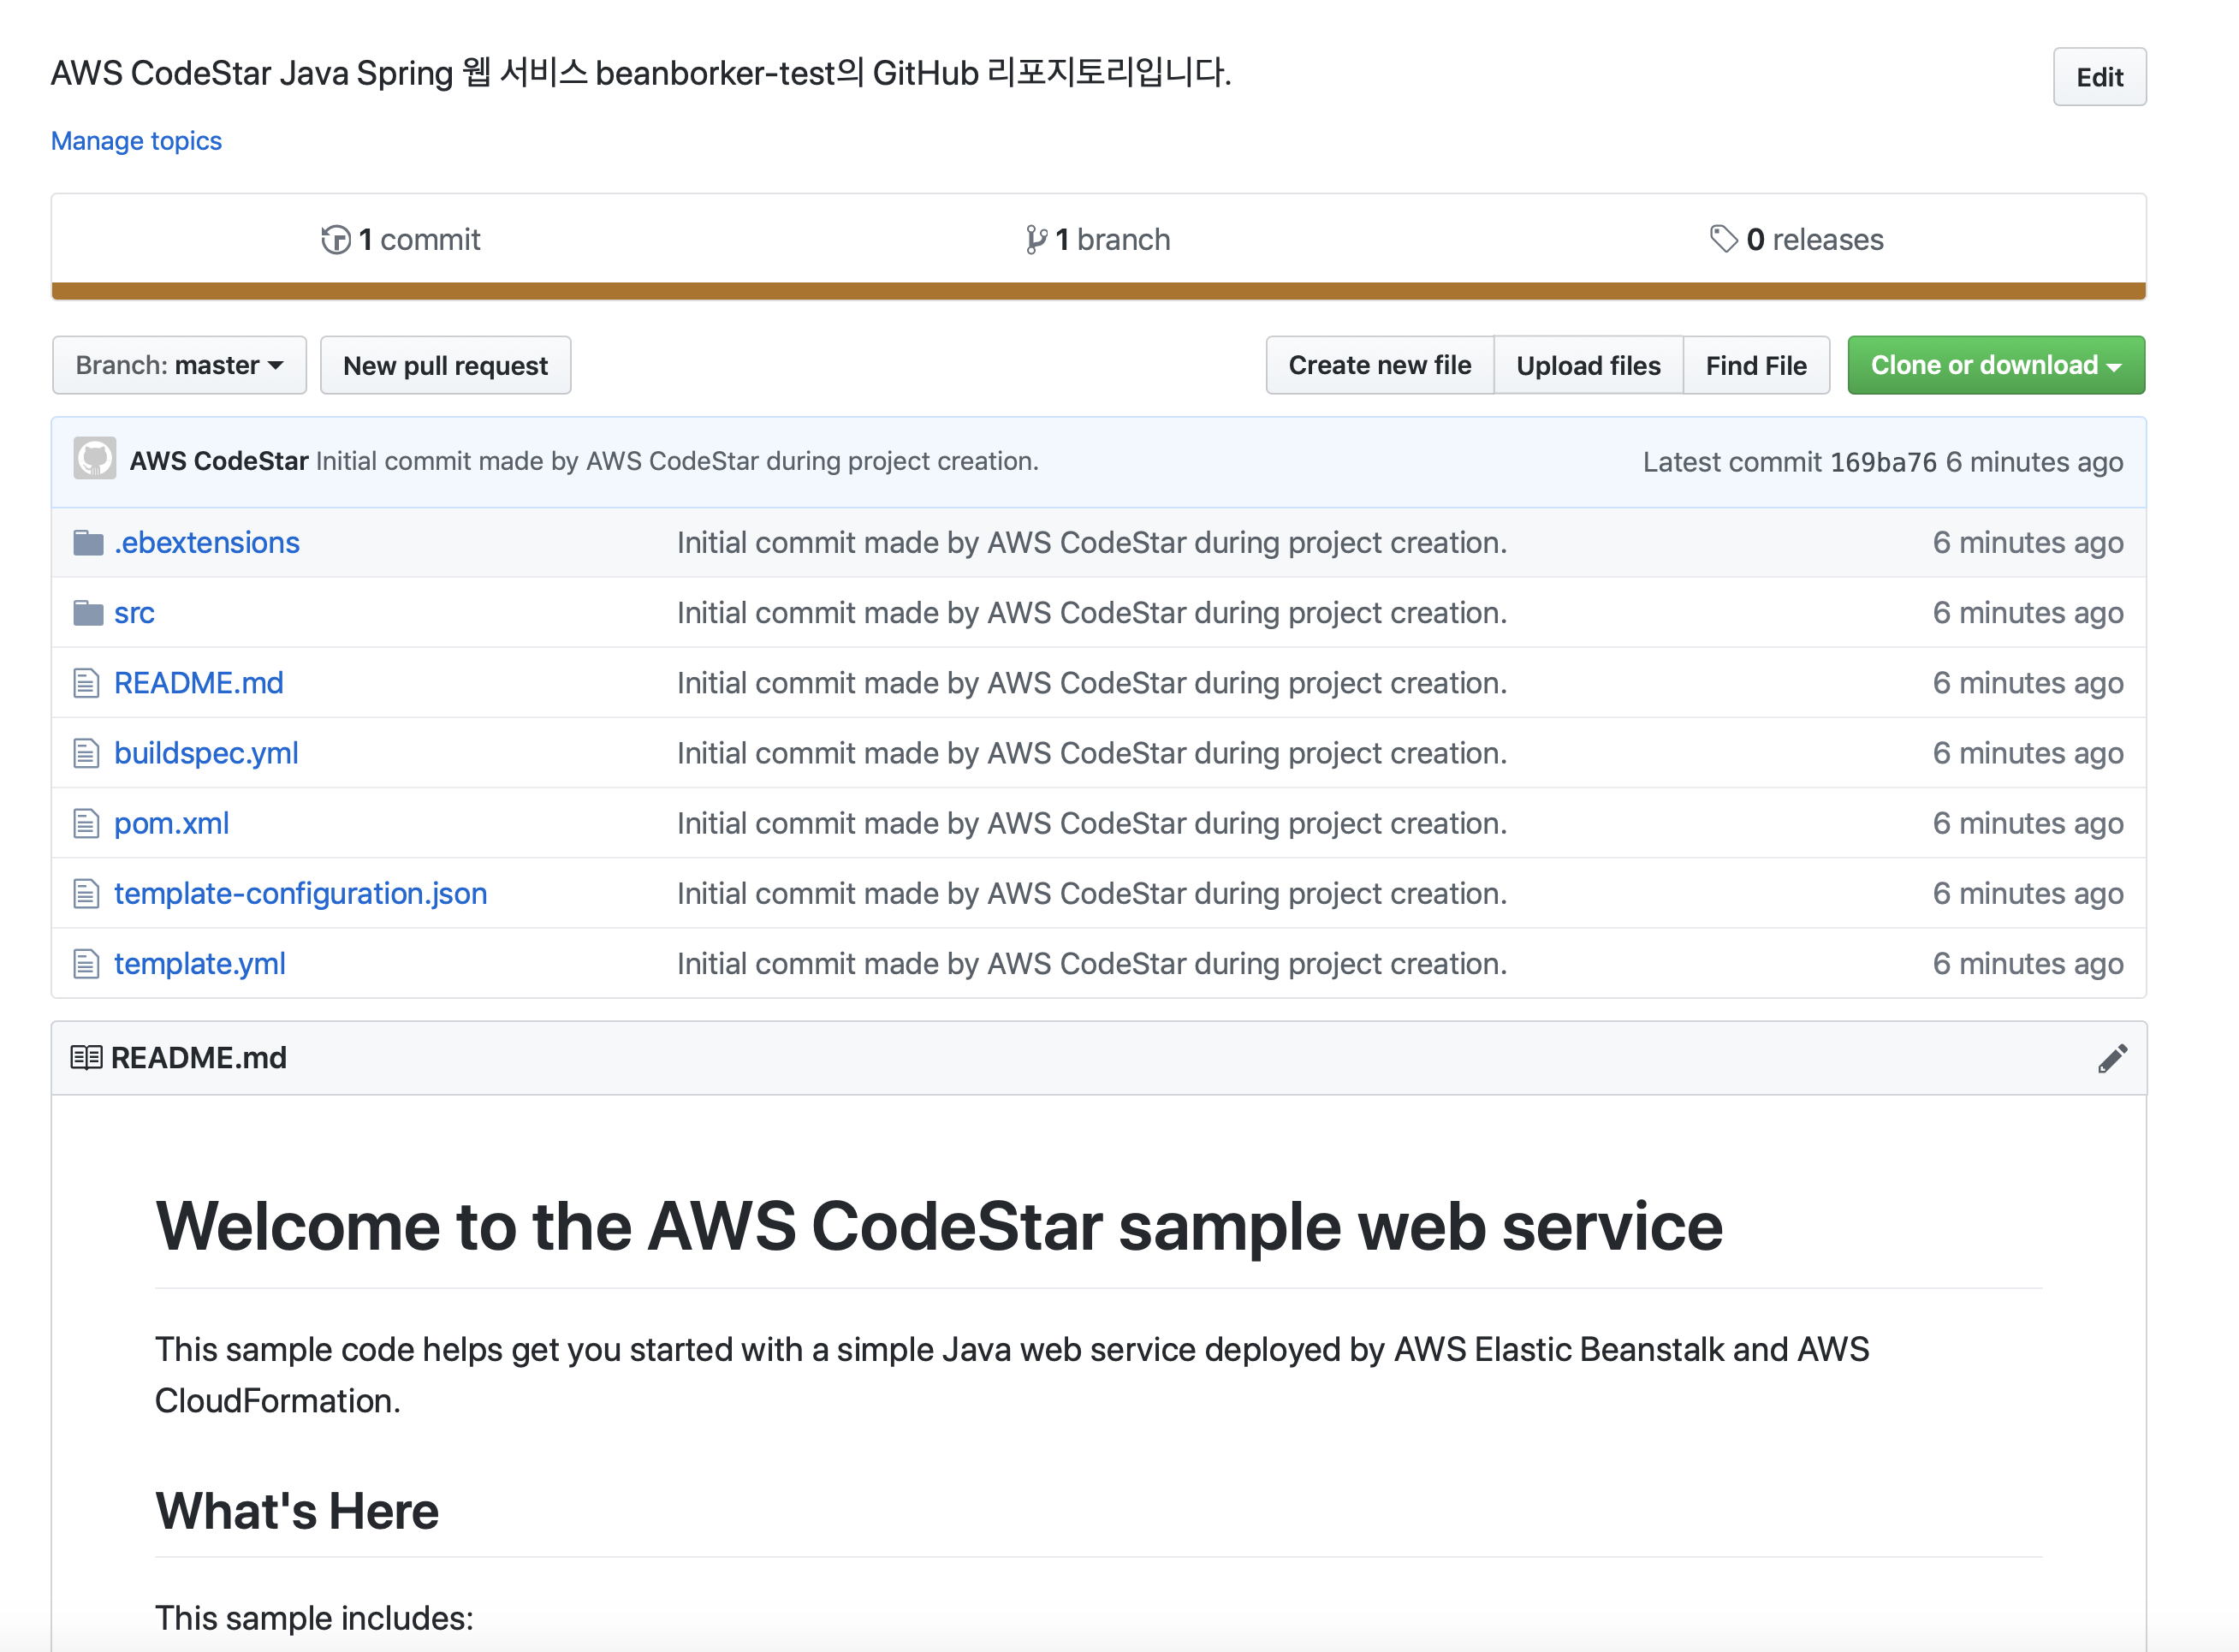 AWS CodeStar Java Spring 웹 서비스 beanborker-test의 GitHub 리포지토리입니다.
Edit
Manage topics
1 commit
1 branch
0 releases
Branch: master
New pull request
Create new file
Upload files
Find File
Clone or download
AWS CodeStar Initial commit made by AWS CodeStar during project creation.
Latest commit 169ba76 6 minutes ago
.ebextensions Initial commit made by AWS CodeStar during project creation. 6 minutes ago
src Initial commit made by AWS CodeStar during project creation. 6 minutes ago
README.md Initial commit made by AWS CodeStar during project creation. 6 minutes ago
buildspec.yml Initial commit made by AWS CodeStar during project creation. 6 minutes ago
pom.xml Initial commit made by AWS CodeStar during project creation. 6 minutes ago
template-configuration.json Initial commit made by AWS CodeStar during project creation. 6 minutes ago
template.yml Initial commit made by AWS CodeStar during project creation. 6 minutes ago
README.md
Welcome to the AWS CodeStar sample web service
This sample code helps get you started with a simple Java web service deployed by AWS Elastic Beanstalk and AWS
CloudFormation.
What's Here
This sample includes: